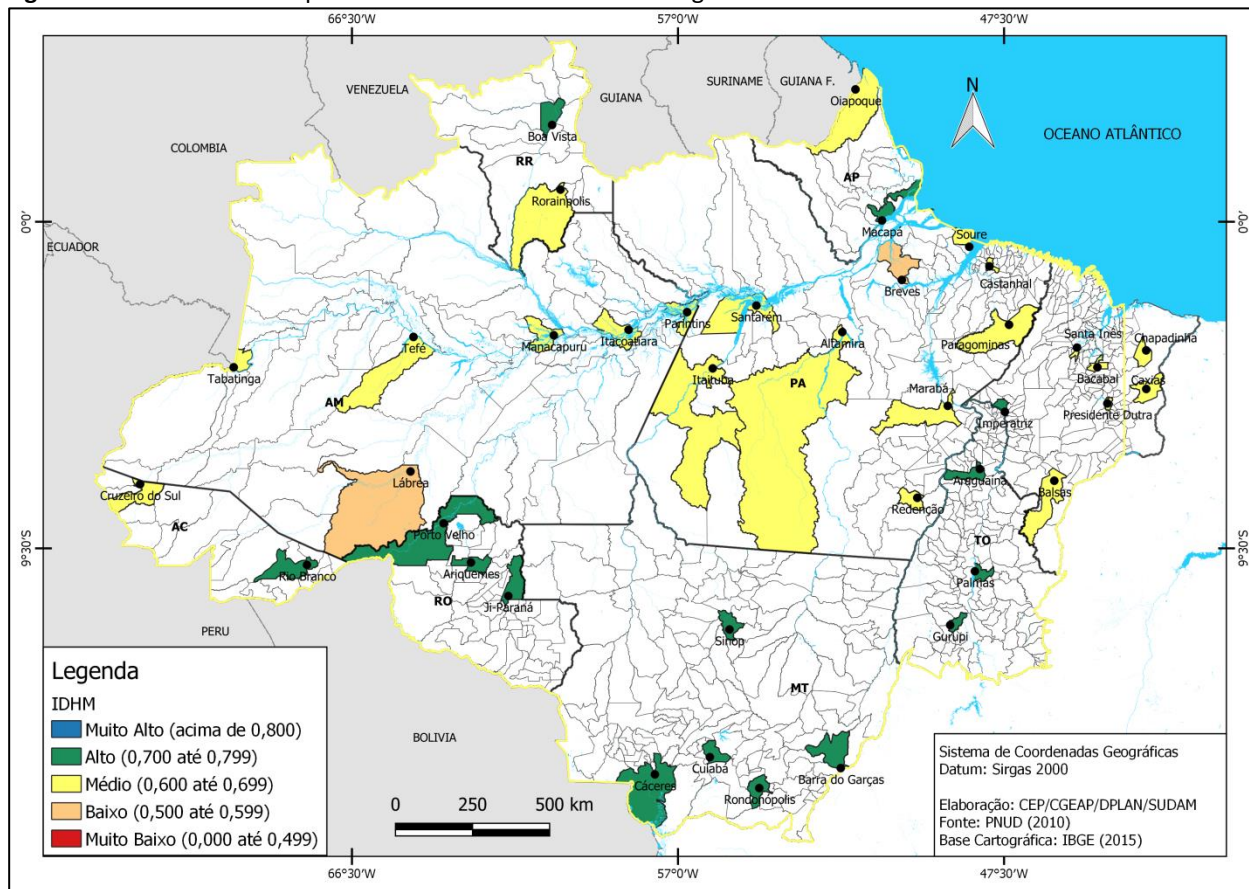 66°30'W 57°0'W 47°30'W
VENEZUELA
SURINAME
GUIANA F.
GUIANA
Oiapoque
N
OCEANO ATLÂNTICO
Boa Vista
COLOMBIA
RR
AP
Rorainpolis
0°0'
0°0'
Macapá
Soure
ECUADOR
Castanhal
Breves
Parintins
Santarém
Manacapuru
Itacoatiara
Altamira
Paragominas
Santa Inês
Chapadinha
Tefé
Bacabal
Tabatinga
Itaituba
Caxias
AM
PA
Marabá
Imperatriz
Presidente Dutra
Lábrea
Araguaina
Cruzeiro do Sul
Balsas
Redenção
AC
Porto Velho
TO
9°30'S
9°30'S
Rio Branco
Ariquemes
Palmas
RO
Ji-Paraná
Gurupi
PERU
Sinop
MT
BOLIVIA
Cuiabá
Barra do Garças
Cáceres
Rondonópolis
Legenda
IDHM
Muito Alto (acima de 0,800)
Alto (0,700 até 0,799)
Médio (0,600 até 0,699)
Baixo (0,500 até 0,599)
Muito Baixo (0,000 até 0,499)
0 250 500 km
Sistema de Coordenadas Geográficas
Datum: Sirgas 2000
Elaboração: CEP/CGEAP/DPLAN/SUDAM
Fonte: PNUD (2010)
Base Cartográfica: IBGE (2015)
66°30'W 57°0'W 47°30'W